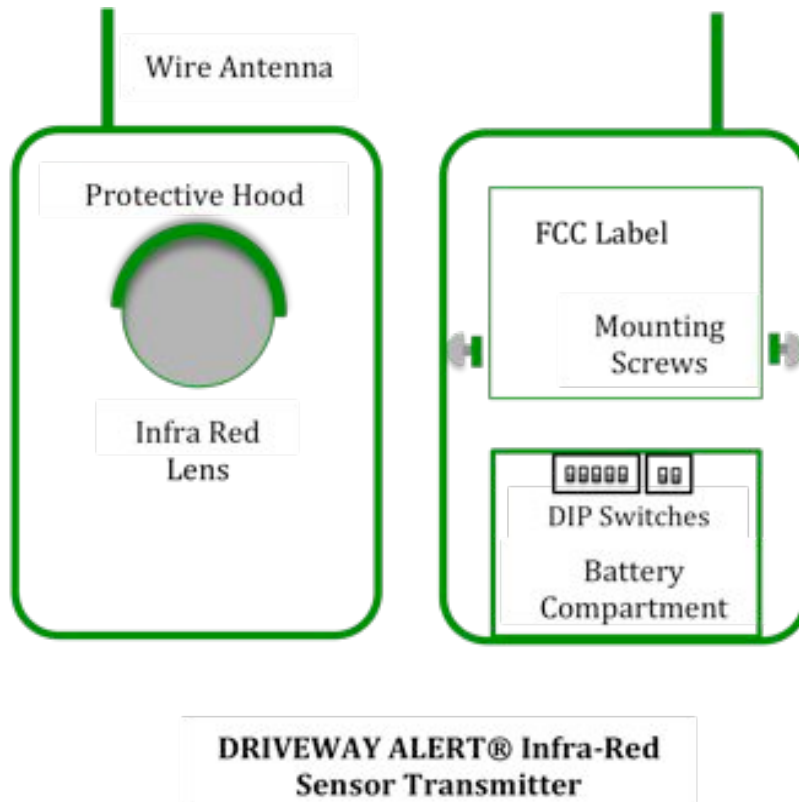 Wire Antenna
Protective Hood
Infra Red
Lens
FCC Label
Mounting
Screws
DIP Switches
Battery
Compartment
DRIVEWAY ALERT® Infra-Red
Sensor Transmitter